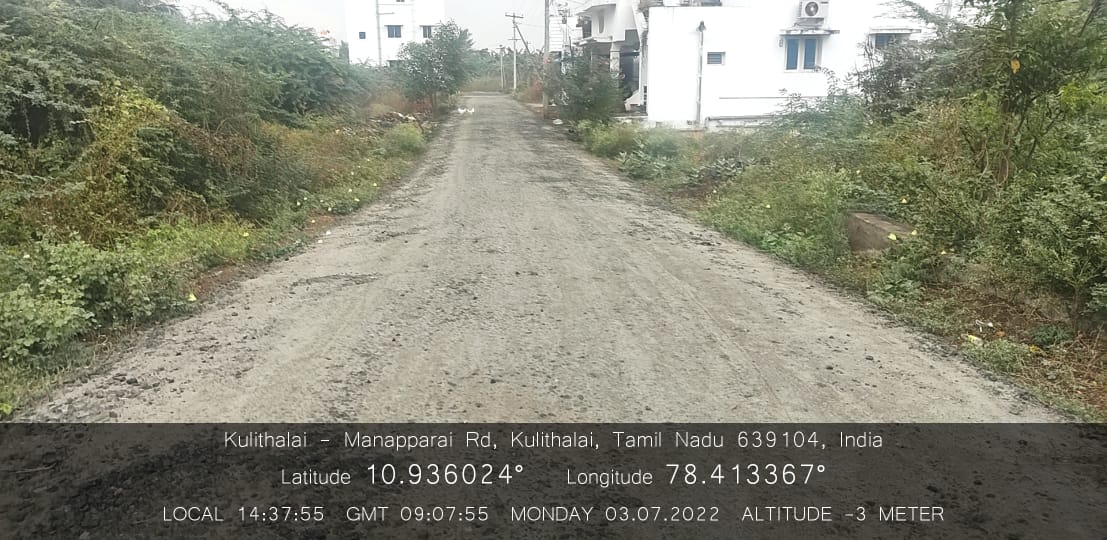 Kulithalai - Manapparai Rd, Kulithalai, Tamil Nadu 639104, India
Latitude 10.936024° Longitude 78.413367°
LOCAL 14:37:55 GMT 09:07:55 MONDAY 03.07.2022 ALTITUDE -3 METER